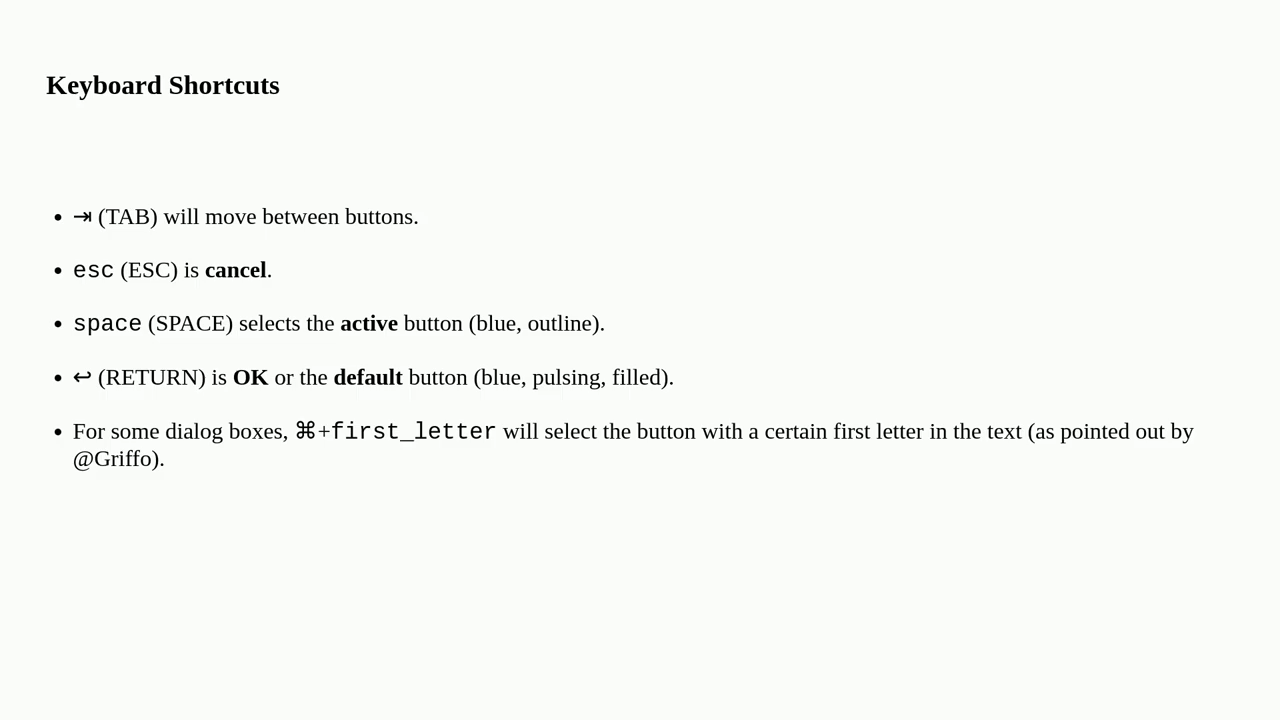 Keyboard Shortcuts
• ⇥ (TAB) will move between buttons.
• esc (ESC) is cancel.
• space (SPACE) selects the active button (blue, outline).
• ↩ (RETURN) is OK or the default button (blue, pulsing, filled).
• For some dialog boxes, ⌘+first_letter will select the button with a certain first letter in the text (as pointed out by
@Griffo).